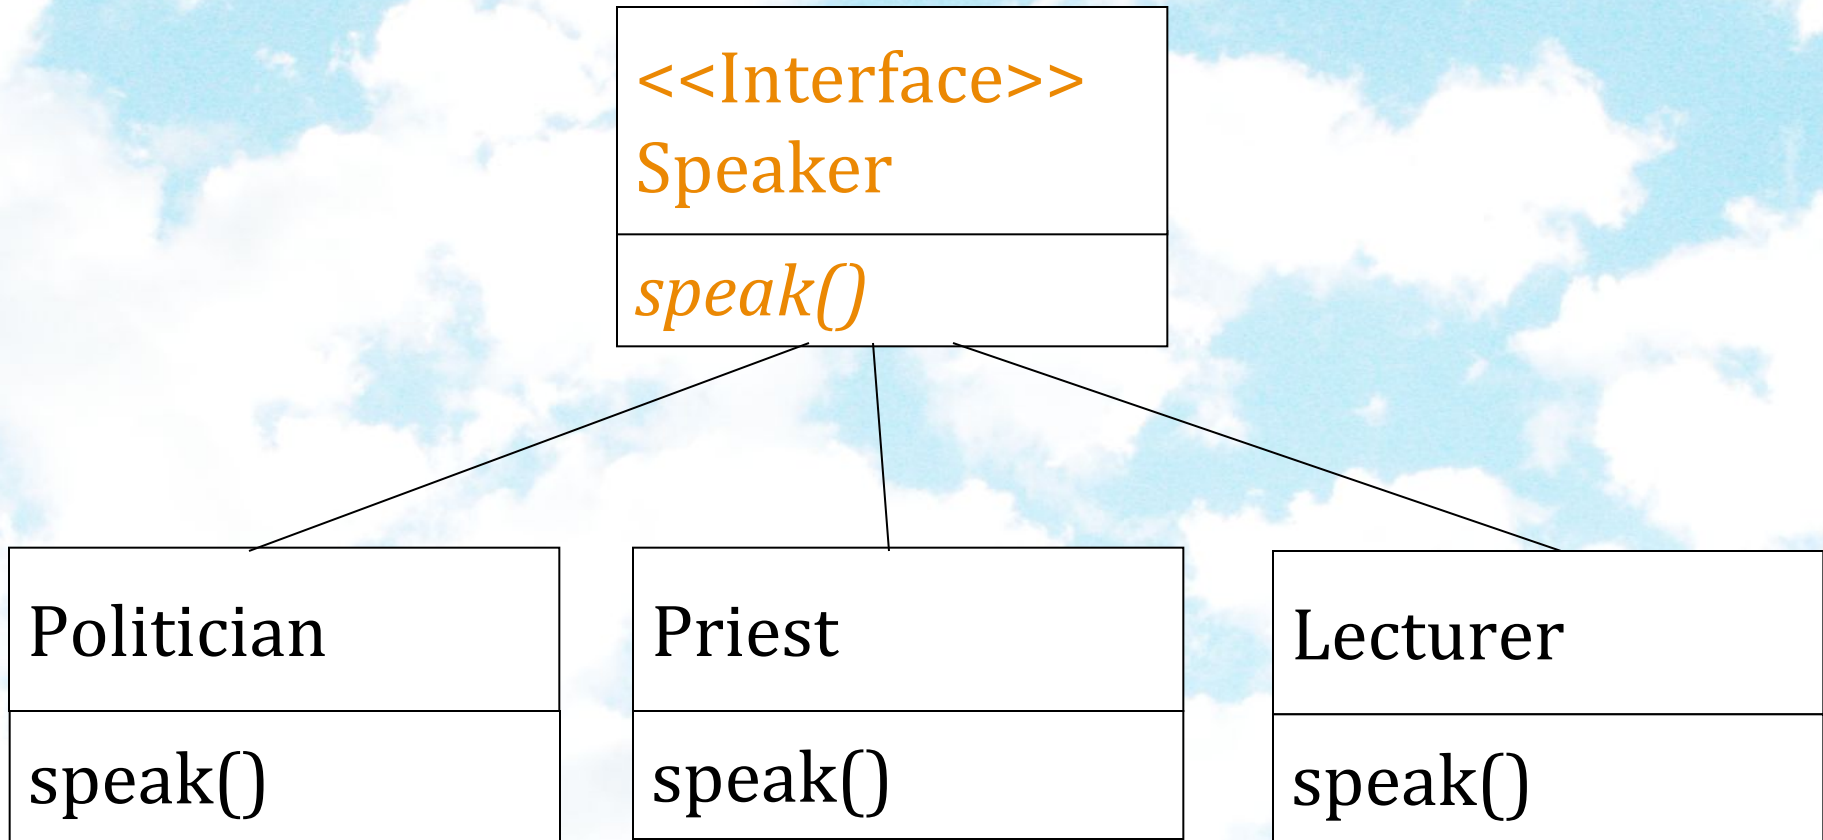 <<Interface>>
Speaker
speak()
Politician
speak()
Priest
speak()
Lecturer
speak()